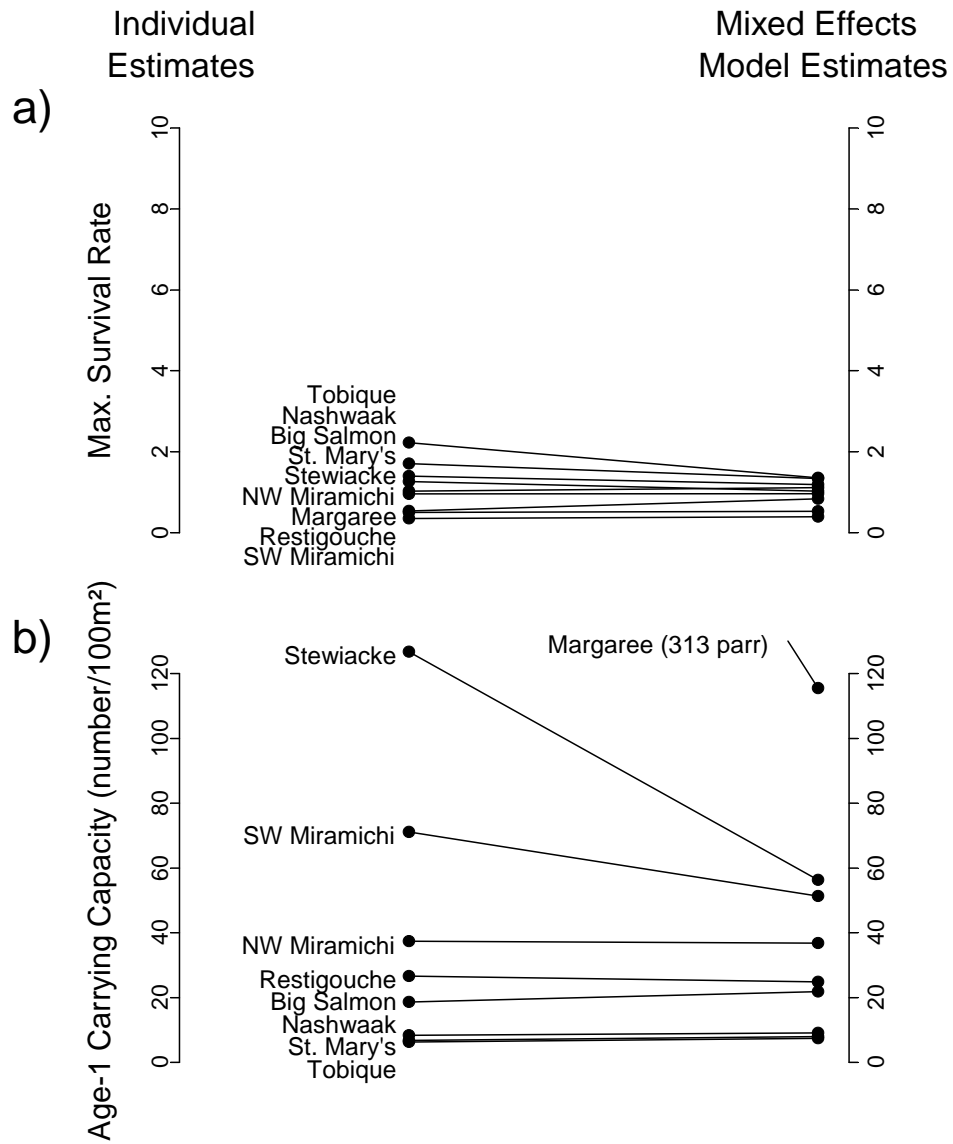 Individual
Estimates
Mixed Effects
Model Estimates
a)
Max. Survival Rate
10
8
6
4
2
0
Tobique
Nashwaak
Big Salmon
St. Mary's
Stewiacke
NW Miramichi
Margaree
Restigouche
SW Miramichi
10
8
6
4
2
0
b)
Age-1 Carrying Capacity (number/100m²)
120
100
80
60
40
20
0
Stewiacke
SW Miramichi
NW Miramichi
Restigouche
Big Salmon
Nashwaak
St. Mary's
Tobique
Margaree (313 parr)
120
100
80
60
40
20
0